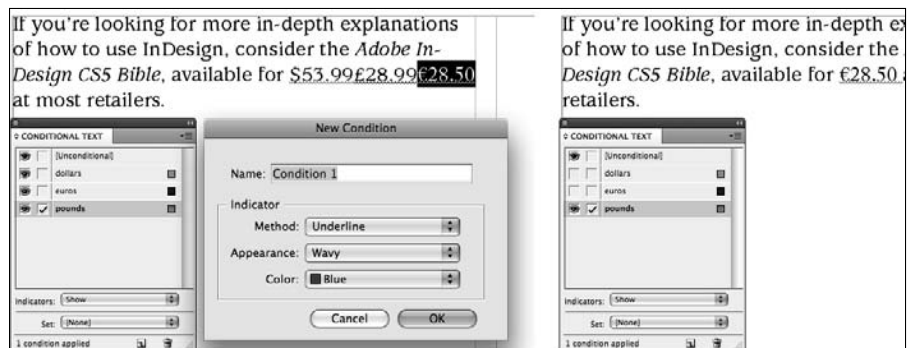 If you're looking for more in-depth explanations
of how to use InDesign, consider the Adobe In-
Design CS5 Bible, available for $53.99£28.99€28.50
at most retailers.
CONDITIONAL TEXT
[Unconditional]
dollars
euros
pounds
Indicators: Show
Set: [None]
1 condition applied
New Condition
Name: Condition 1
Indicator
Method: Underline
Appearance: Wavy
Color: Blue
Cancel
OK
If you're looking for more in-depth ex
of how to use InDesign, consider the
Design CS5 Bible, available for €28.50 a
retailers.
CONDITIONAL TEXT
[Unconditional]
dollars
euros
pounds
Indicators: Show
Set: [None]
1 condition applied